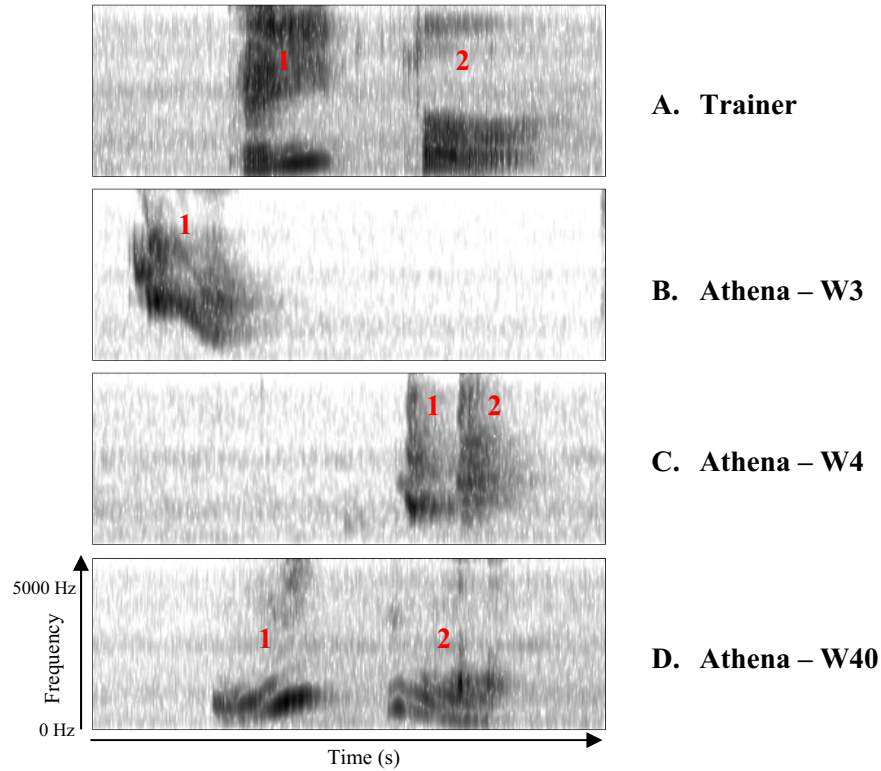 1
2
A. Trainer
1
B. Athena – W3
1
2
C. Athena – W4
5000 Hz
Frequency
0 Hz
1
2
D. Athena – W40
Time (s)